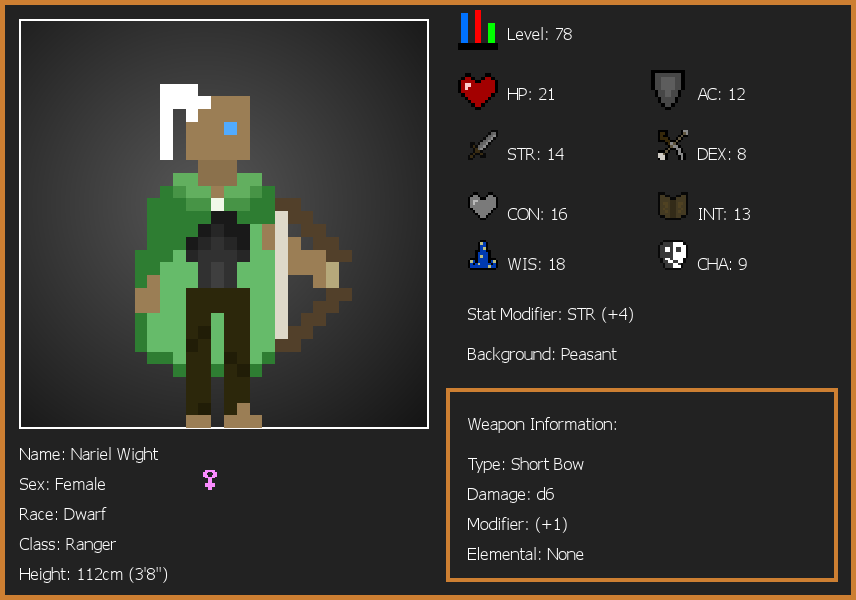 Level: 78
HP: 21
AC: 12
STR: 14
DEX: 8
CON: 16
INT: 13
WIS: 18
CHA: 9
Stat Modifier: STR (+4)
Background: Peasant
Name: Nariel Wight
Sex: Female
Race: Dwarf
Class: Ranger
Height: 112cm (3'8")
Weapon Information:
Type: Short Bow
Damage: d6
Modifier: (+1)
Elemental: None